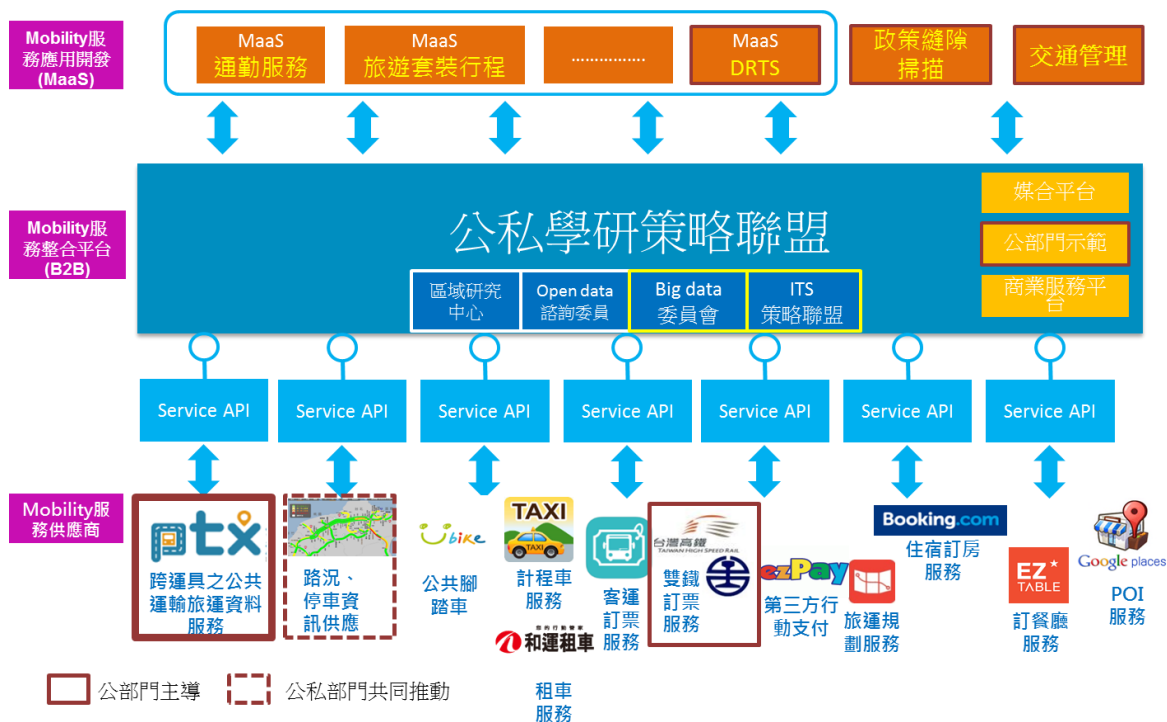 Mobility服
務應用開發
(MaaS)
MaaS
通勤服務
MaaS
旅遊套裝行程
................
MaaS
DRTS
政策縫隙
掃描
交通管理
Mobility服
務整合平台
(B2B)
公私學研策略聯盟
媒合平台
公部門示範
商業服務平
台
區域研究
中心
Open data
諮詢委員
Big data
委員會
ITS
策略聯盟
Service API
Service API
Service API
Service API
Service API
Service API
Service API
Mobility服
務供應商
ptx
跨運具之公共
運輸旅運資料
服務
路況、
停車資
訊供應
Ubike
公共腳
踏車
TAXI
TAXI
計程車
服務
你的行動管家
和運租車
租車
服務
客運
訂票
服務
台灣高鐵
TAIWAN HIGH SPEED RAIL
雙鐵
訂票
服務
ezPay
第三方行
動支付
旅運規
劃服務
Booking.com
住宿訂房
服務
EZ
TABLE
訂餐廳
服務
Google places
POI
服務
公部門主導
公私部門共同推動